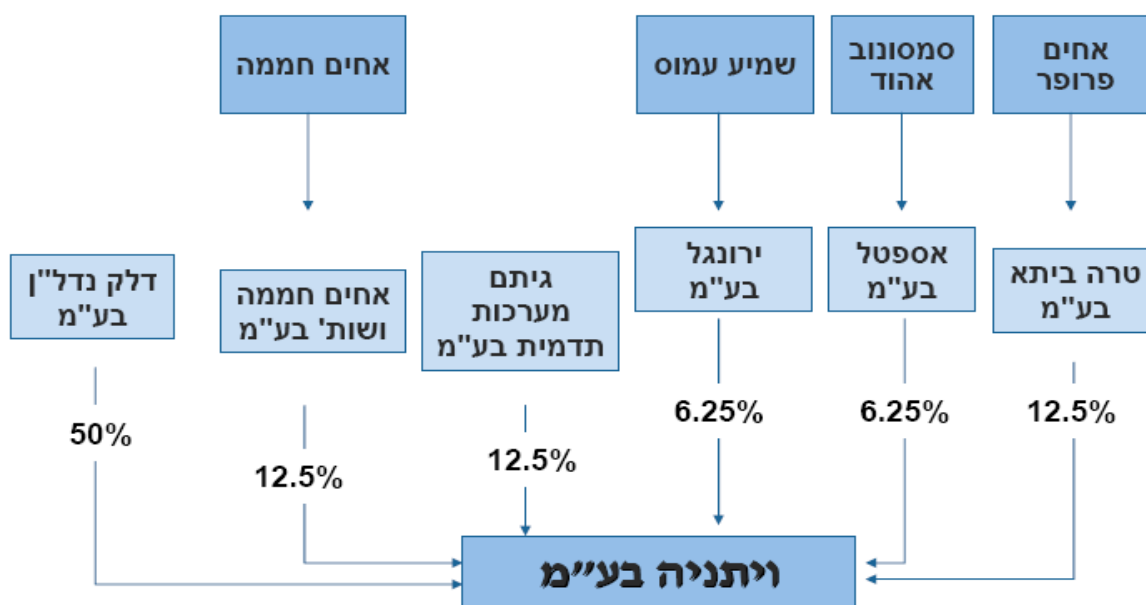 אחים
פרופר
סמסונוב
אהוד
שמיע עמוס
אחים חממה
טרה ביתא
בע"מ
אספטל
בע"מ
ירונגל
בע"מ
גיתם
מערכות
תדמית בע"מ
אחים חממה
ושות' בע"מ
דלק נדל"ן
בע"מ
12.5%
6.25%
6.25%
12.5%
12.5%
50%
ויתניה בע״מ